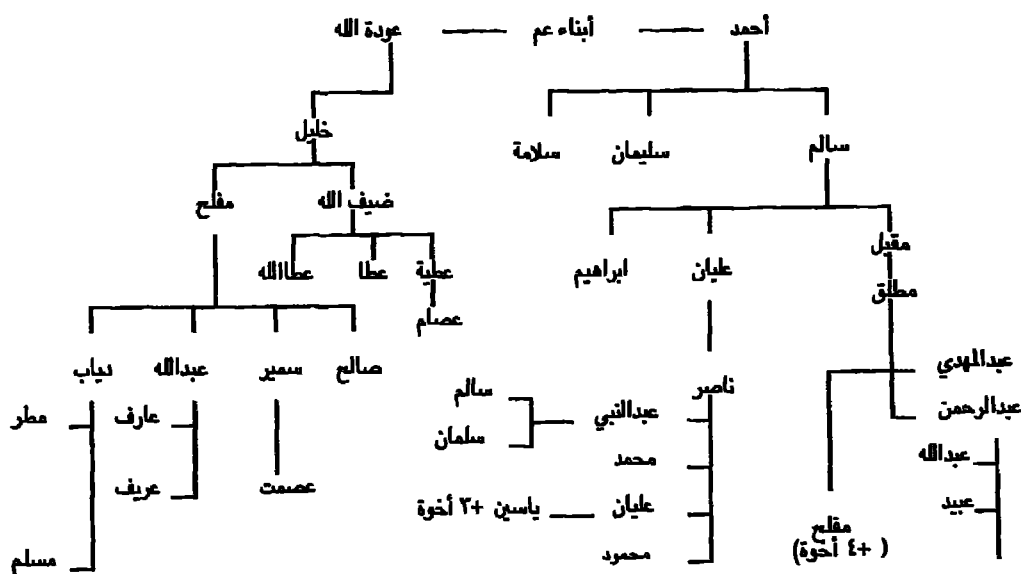 أحمد
أبناء عم
عودة الله
خليل
سالم
سليمان
سلامة
ضيف الله
مفلح
مقبل
عليان
ابراهيم
عطية
عطا
عطاالله
مطلق
عصام
عبدالمهدي
صالح
سمير
عبدالله
دياب
ناصر
سالم
عبدالرحمن
عبدالنبي
عارف
مطر
سلمان
عبدالله
محمد
عصمت
عريف
عبيد
عليان
ياسين +٣ أخوة
مفلح
( +٤ أخوة)
محمود
مسلم